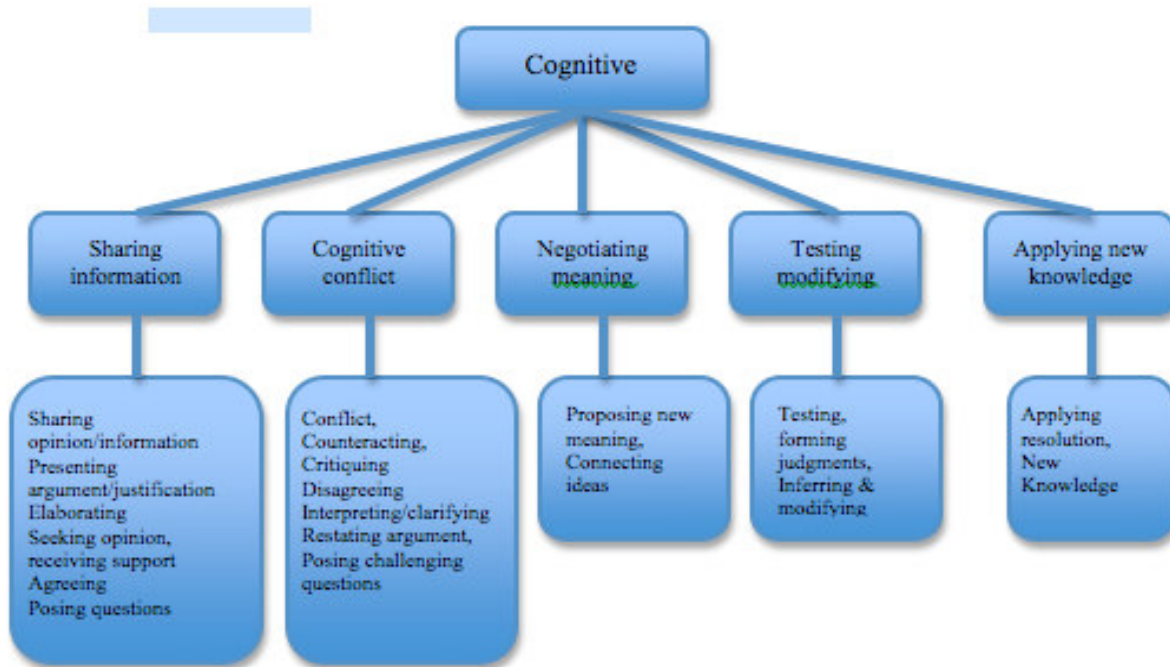 Cognitive
Sharing
information
Cognitive
conflict
Negotiating
meaning
Testing
modifying
Applying new
knowledge
Sharing
opinion/information
Presenting
argument/justification
Elaborating
Seeking opinion,
receiving support
Agreeing
Posing questions
Conflict,
Counteracting,
Critiquing
Disagreeing
Interpreting/clarifying
Restating argument,
Posing challenging
questions
Proposing new
meaning,
Connecting
ideas
Testing,
forming
judgments,
Inferring &
modifying
Applying
resolution,
New
Knowledge